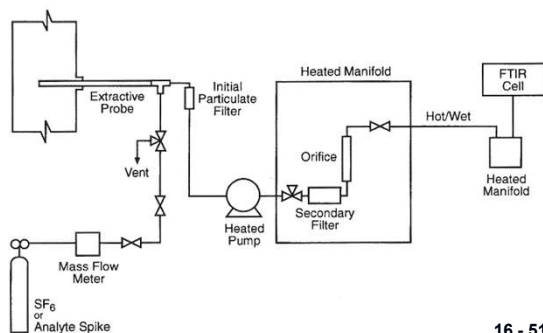 Extractive
Probe
Initial
Particulate
Filter
Heated Manifold
FTIR
Cell
Hot/Wet
Orifice
Vent
Heated
Pump
Secondary
Filter
Heated
Manifold
Mass Flow
Meter
SF6
or
Analyte Spike
16 - 51